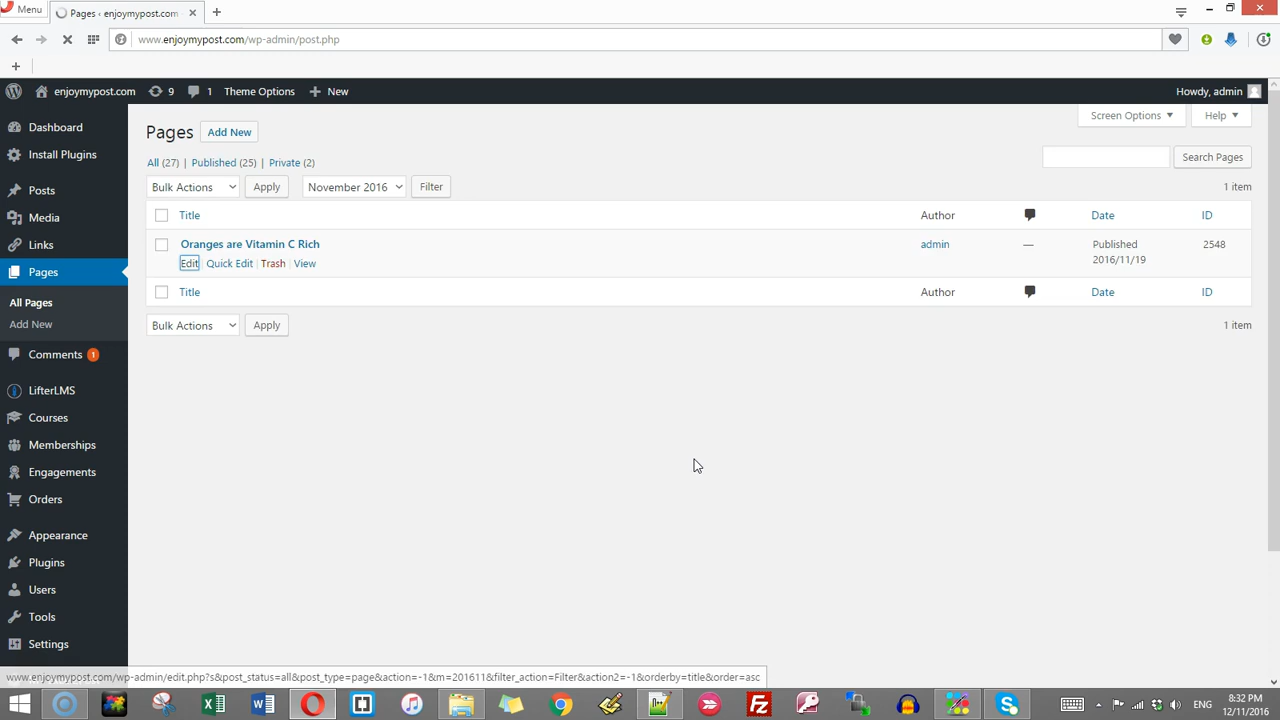 Menu
Pages ‹ enjoymypost.com
www.enjoymypost.com/wp-admin/post.php
enjoymypost.com 9 1 Theme Options New Howdy, admin
Dashboard
Install Plugins
Posts
Media
Links
Pages
All Pages
Add New
Comments 1
LifterLMS
Courses
Memberships
Engagements
Orders
Appearance
Plugins
Users
Tools
Settings
Screen Options Help
Pages Add New
All (27) | Published (25) | Private (2)
Search Pages
Bulk Actions Apply November 2016 Filter 1 item
Title Author Date ID
Oranges are Vitamin C Rich admin — Published 2548
2016/11/19
Edit | Quick Edit | Trash | View
Title Author Date ID
Bulk Actions Apply 1 item
www.enjoymypost.com/wp-admin/edit.php?s&post_status=all&post_type=page&action=-1&m=201611&filter_action=Filter&action2=-1&orderby=title&order=asc
ENG 8:32 PM
12/11/2016